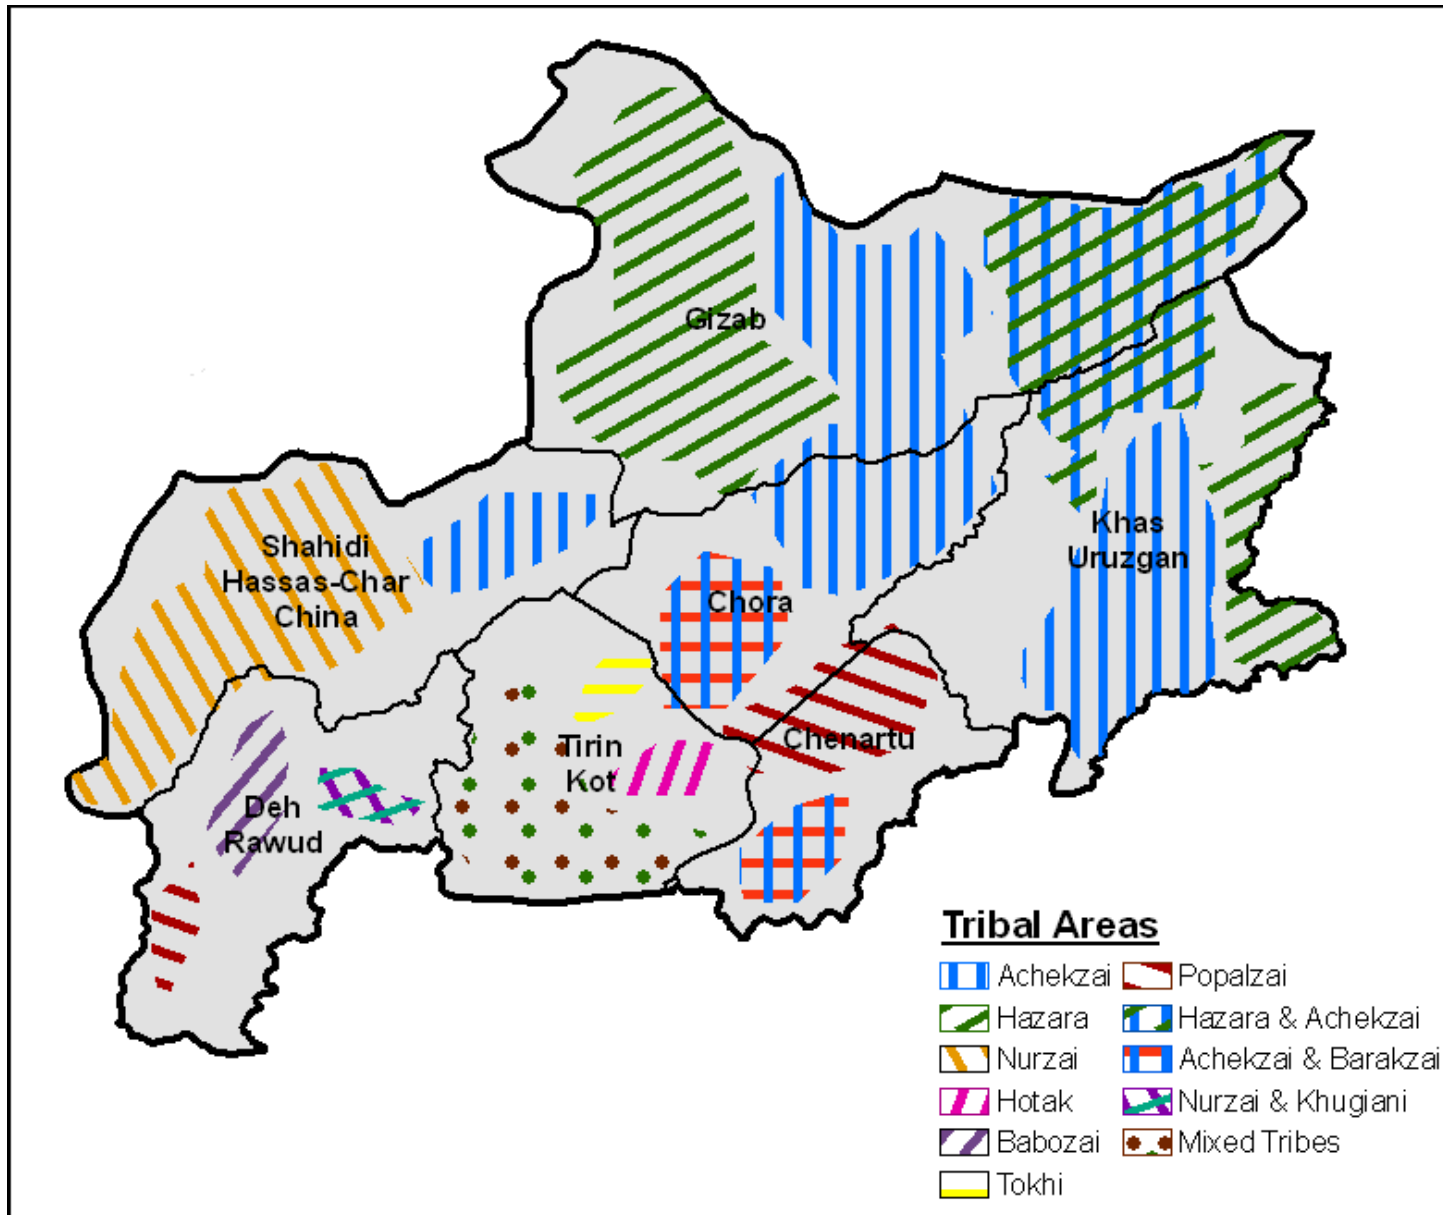 Gizab
Shahidi
Hassas-Char
China
Khas
Uruzgan
Chora
Tirin
Kot
Chenartu
Deh
Rawud
Tribal Areas
Achekzai
Popalzai
Hazara
Hazara & Achekzai
Nurzai
Achekzai & Barakzai
Hotak
Nurzai & Khugiani
Babozai
Mixed Tribes
Tokhi